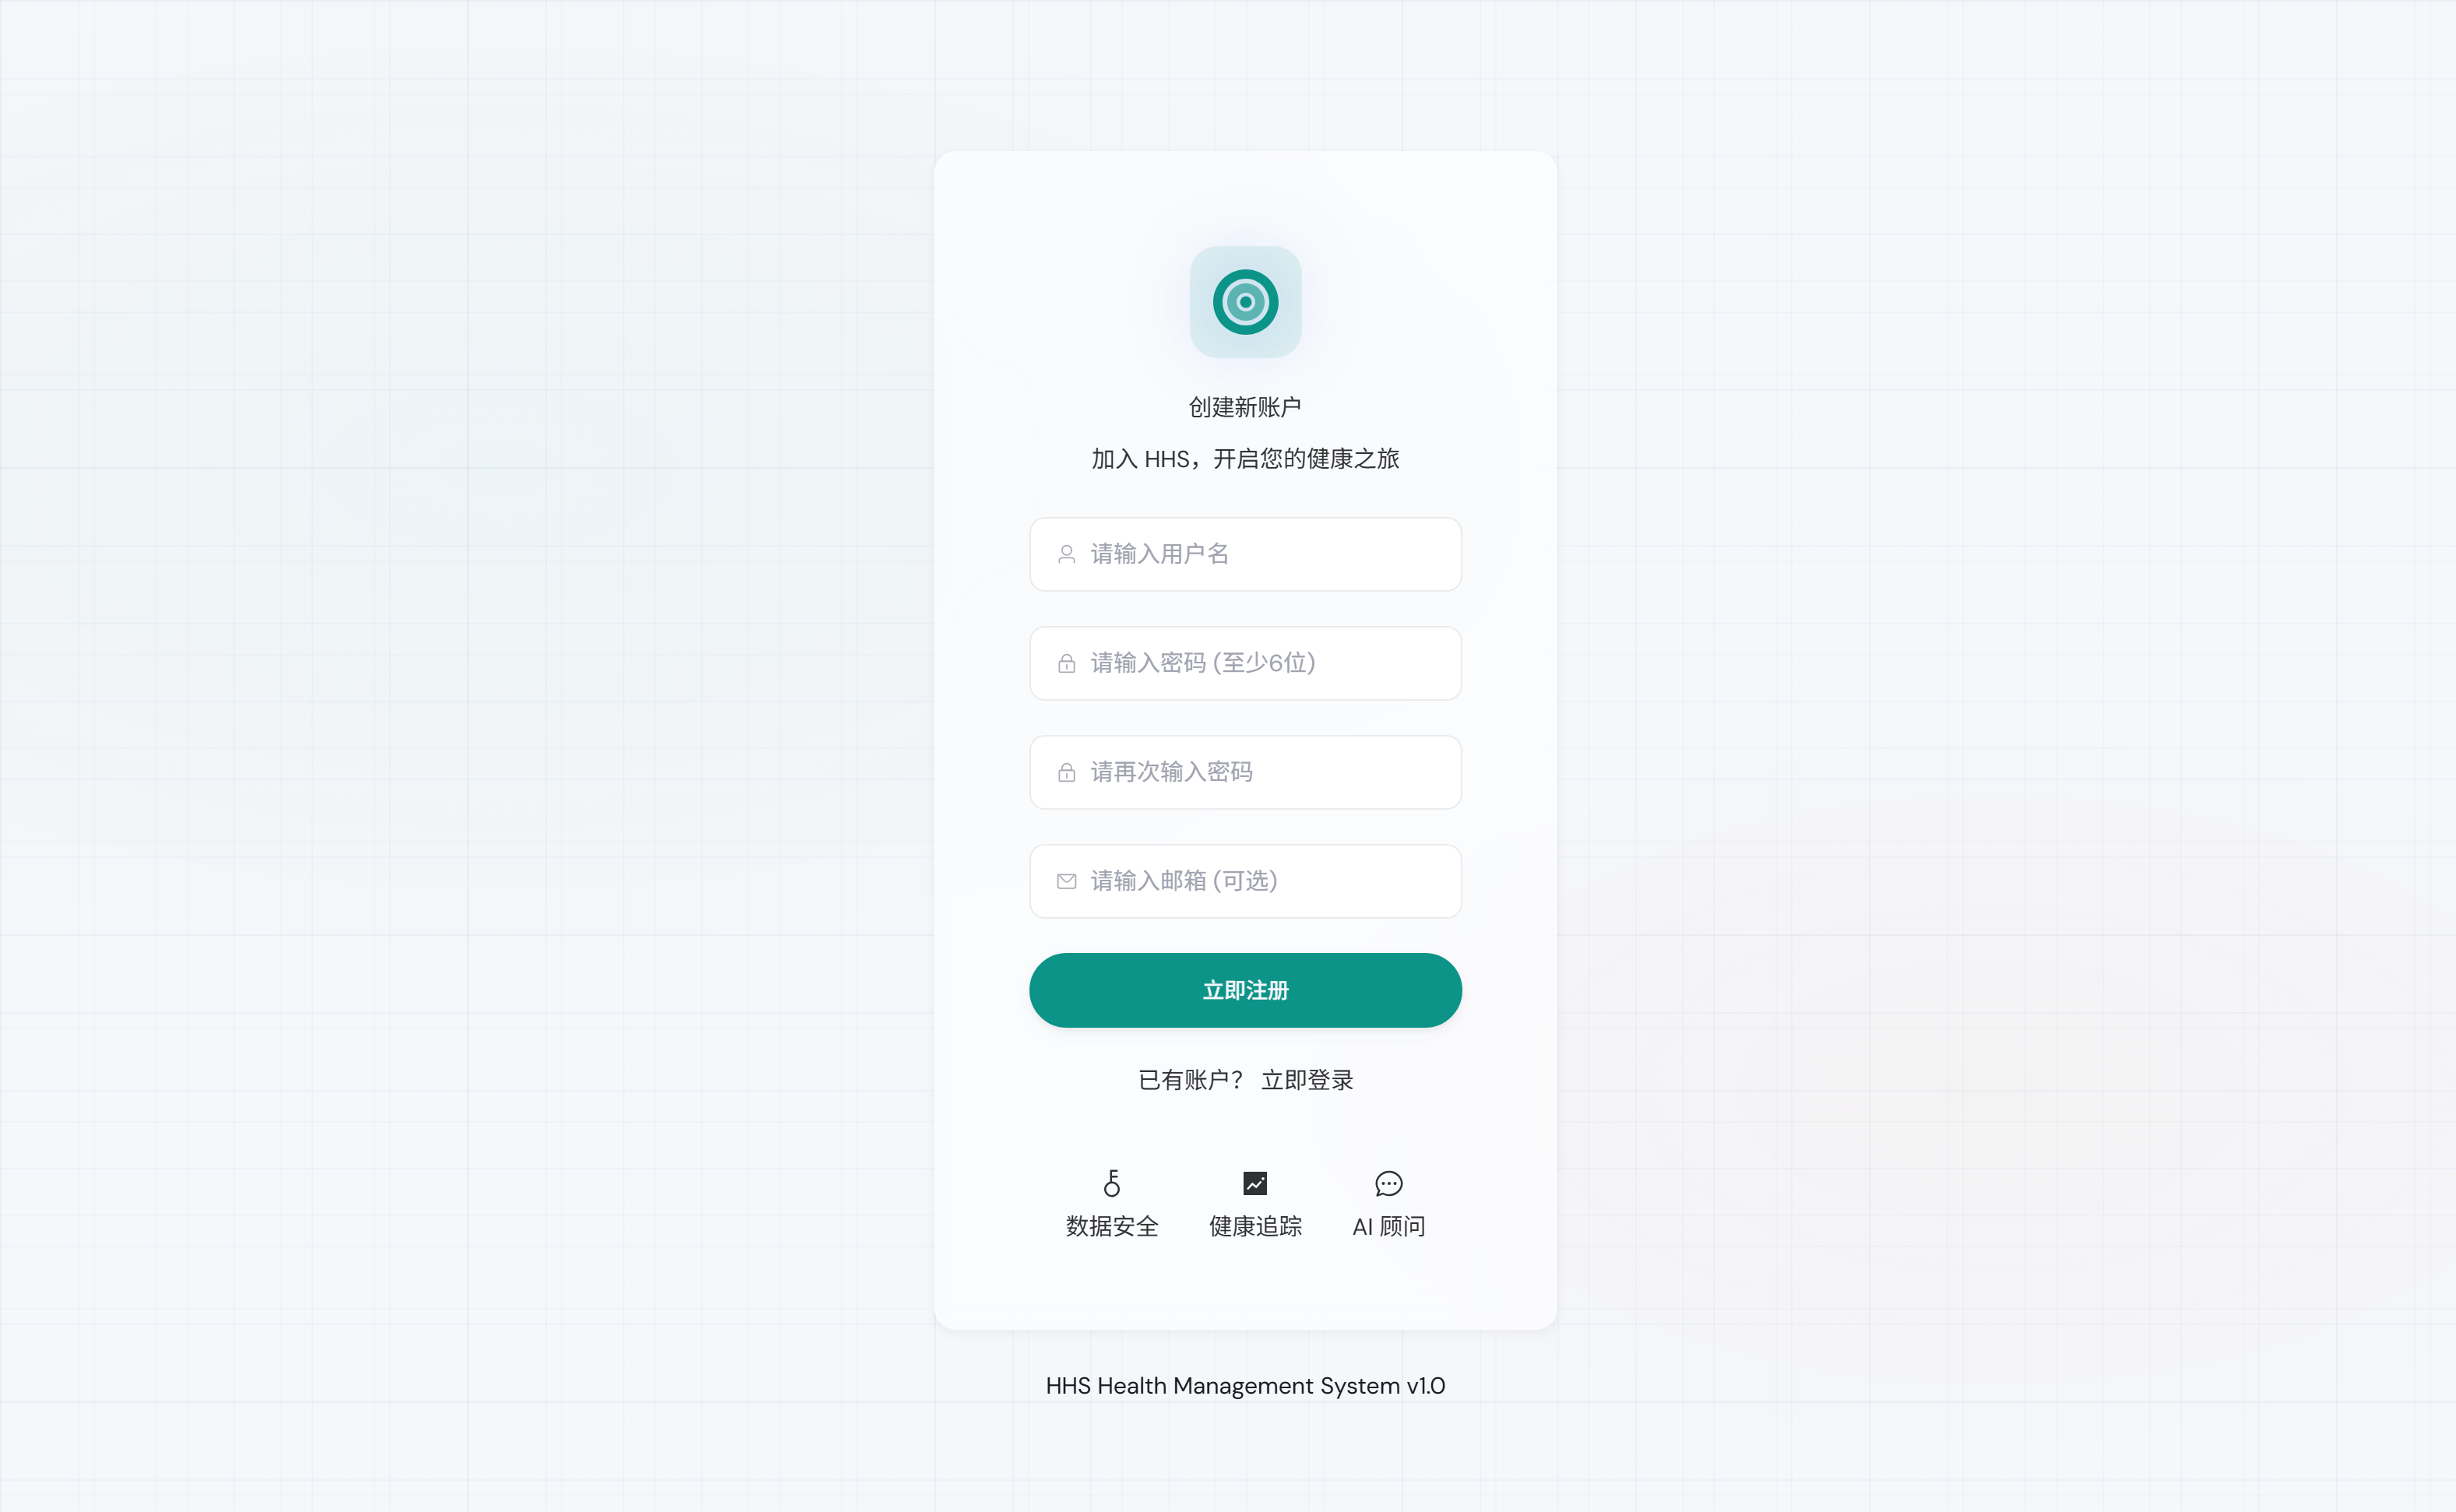 创建新账户
加入 HHS，开启您的健康之旅
请输入用户名
请输入密码 (至少6位)
请再次输入密码
请输入邮箱 (可选)
立即注册
已有账户？ 立即登录
数据安全 健康追踪 AI 顾问
HHS Health Management System v1.0